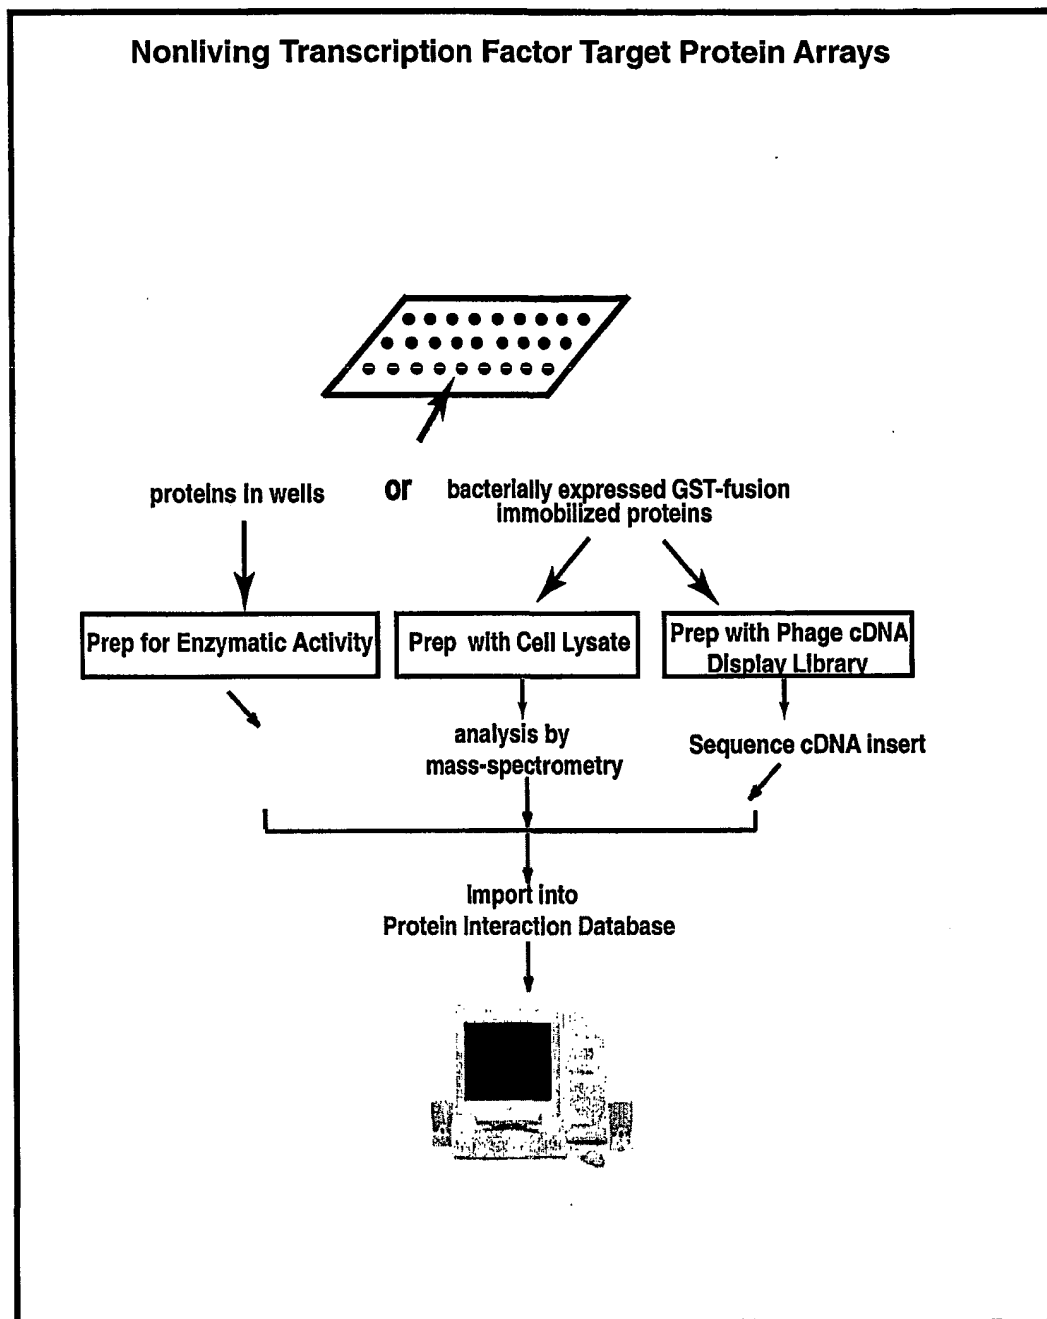 Nonliving Transcription Factor Target Protein Arrays
proteins in wells
or
bacterially expressed GST-fusion
immobilized proteins
Prep for Enzymatic Activity
Prep with Cell Lysate
Prep with Phage cDNA
Display Library
analysis by
mass-spectrometry
Sequence cDNA insert
Import into
Protein Interaction Database